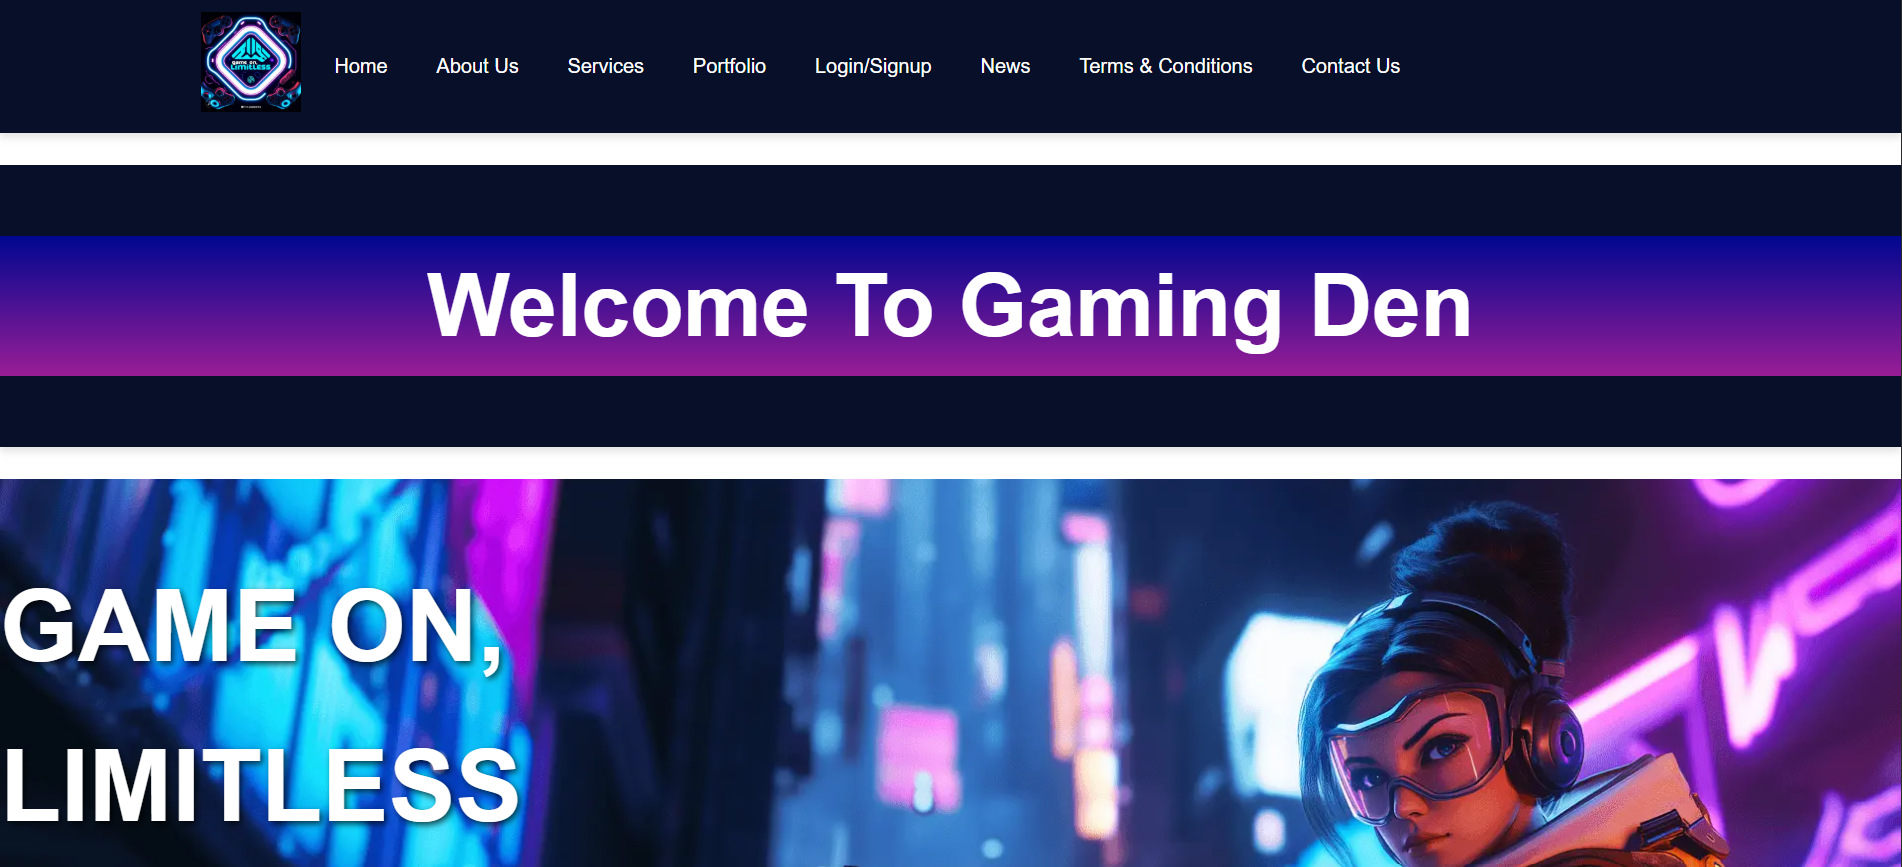 game on,
Limitless
Home
About Us
Services
Portfolio
Login/Signup
News
Terms & Conditions
Contact Us
Welcome To Gaming Den
GAME ON,
LIMITLESS